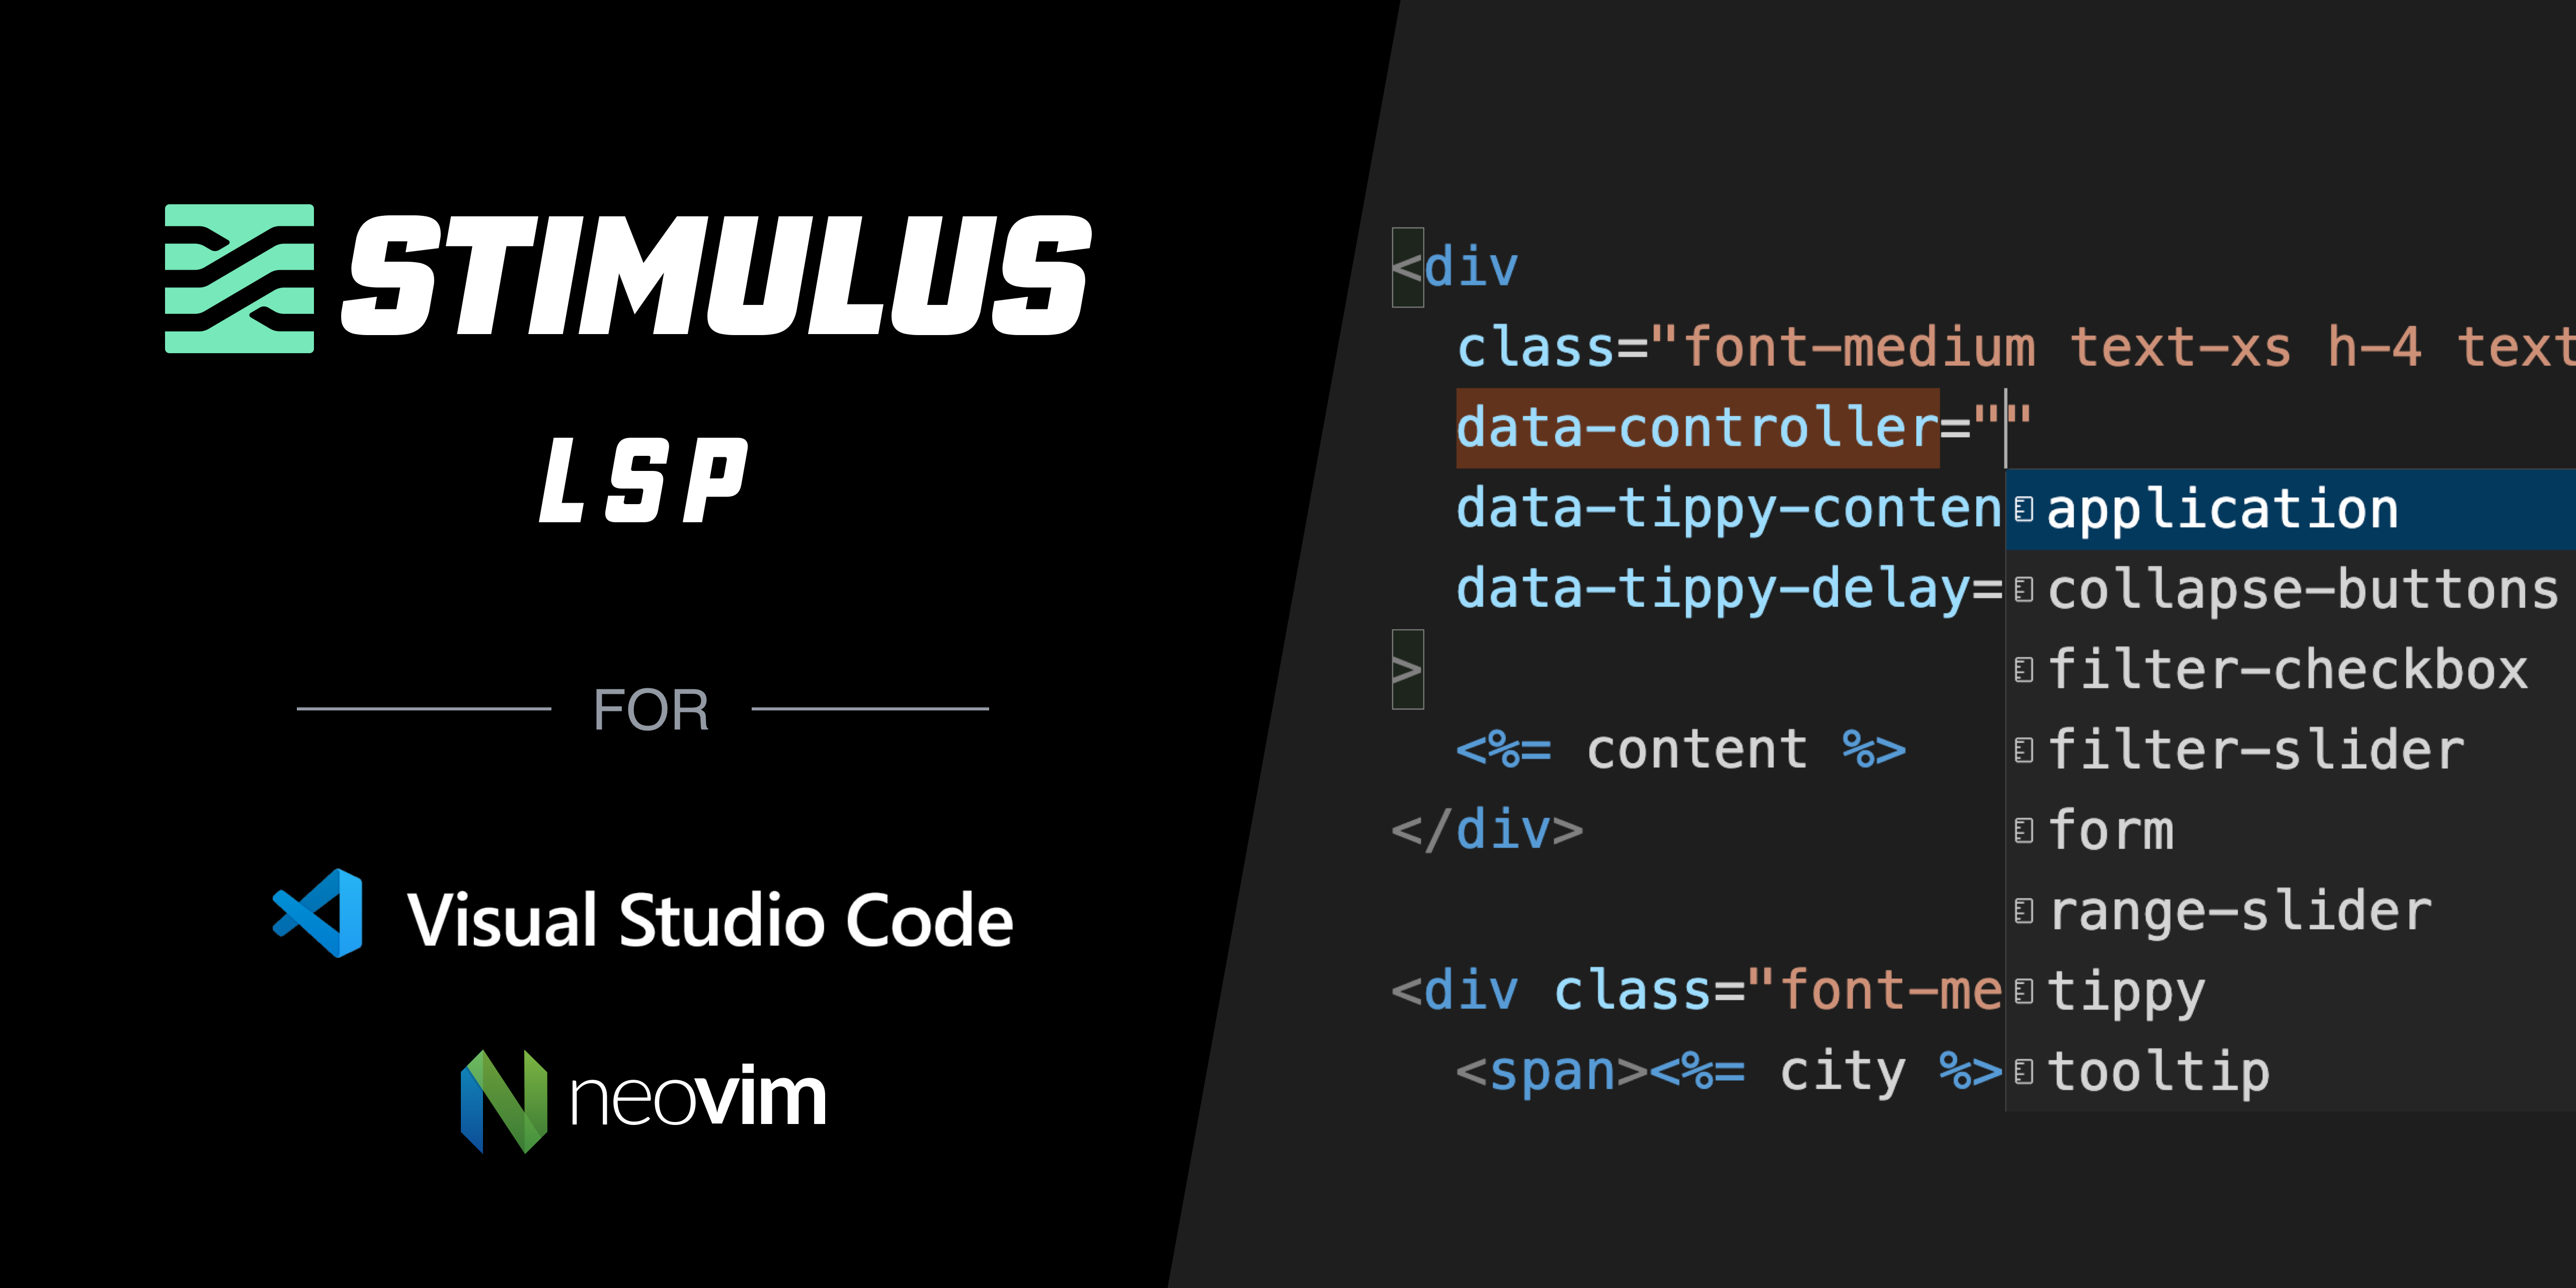 STIMULUS
LSP
FOR
Visual Studio Code
neovim
<div
class="font-medium text-xs h-4 text
data-controller=""
data-tippy-conten
application
data-tippy-delay=
collapse-buttons
>
filter-checkbox
<%= content %>
filter-slider
</div>
form
range-slider
<div class="font-me
tippy
<span><%= city %>
tooltip